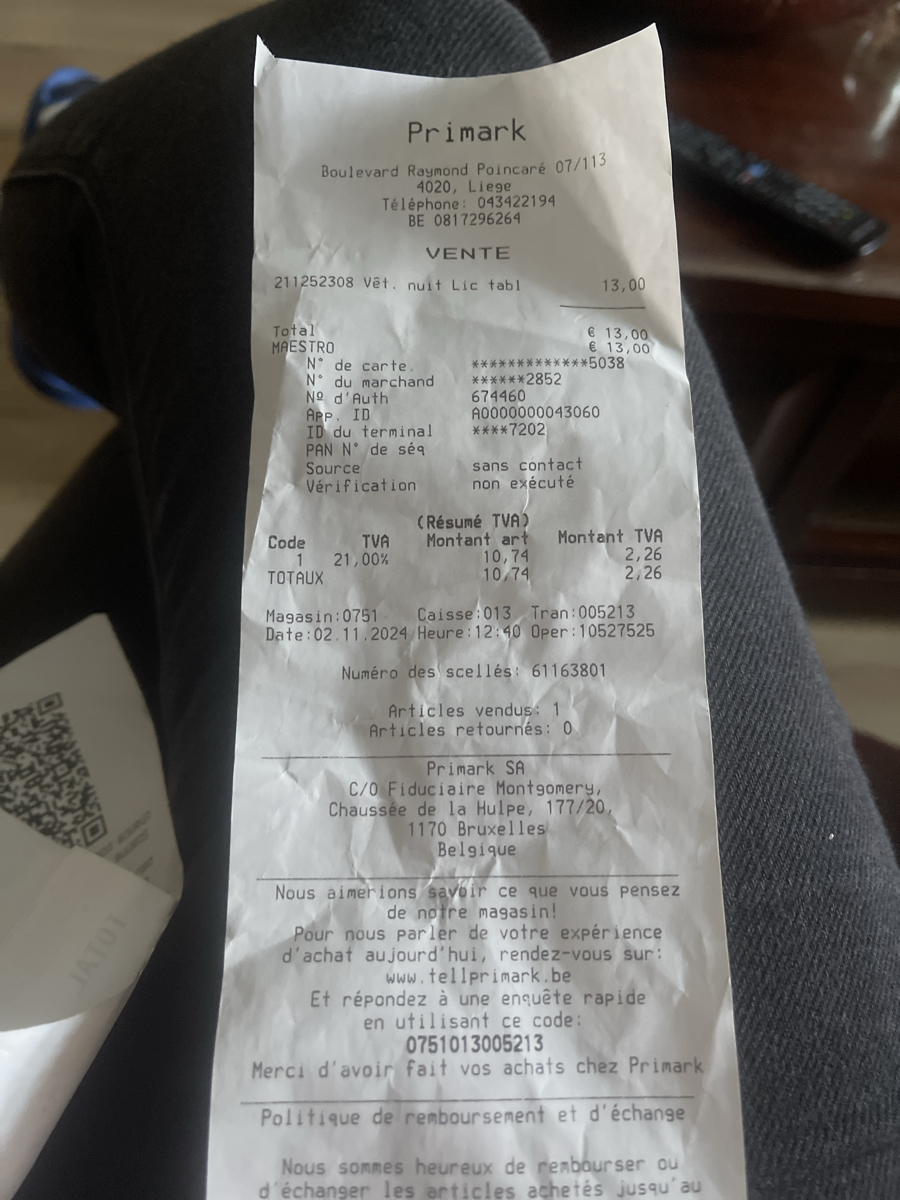 Primark
Boulevard Raymond Poincaré 07/113
4020, Liege
Téléphone: 043422194
BE 0817296264
VENTE
211252308 Vêt. nuit Lic tabl 13,00
Total € 13,00
MAESTRO € 13,00
N° de carte. *************5038
N° du marchand ******2852
Nº d'Auth 674460
App. ID A0000000043060
ID du terminal ****7202
PAN N° de séq
Source sans contact
Vérification non exécuté
(Résumé TVA)
Code TVA Montant art Montant TVA
1 21,00% 10,74 2,26
TOTAUX 10,74 2,26
Magasin:0751 Caisse:013 Tran:005213
Date:02.11.2024 Heure:12:40 Oper:10527525
Numéro des scellés: 61163801
Articles vendus: 1
Articles retournés: 0
Primark SA
C/O Fiduciaire Montgomery,
Chaussée de la Hulpe, 177/20,
1170 Bruxelles
Belgique
Nous aimerions savoir ce que vous pensez
de notre magasin!
Pour nous parler de votre expérience
d'achat aujourd'hui, rendez-vous sur:
www.tellprimark.be
Et répondez à une enquête rapide
en utilisant ce code:
0751013005213
Merci d'avoir fait vos achats chez Primark
Politique de remboursement et d'échange
Nous sommes heureux de rembourser ou
d'échanger les articles achetés jusqu'au
TOTAL